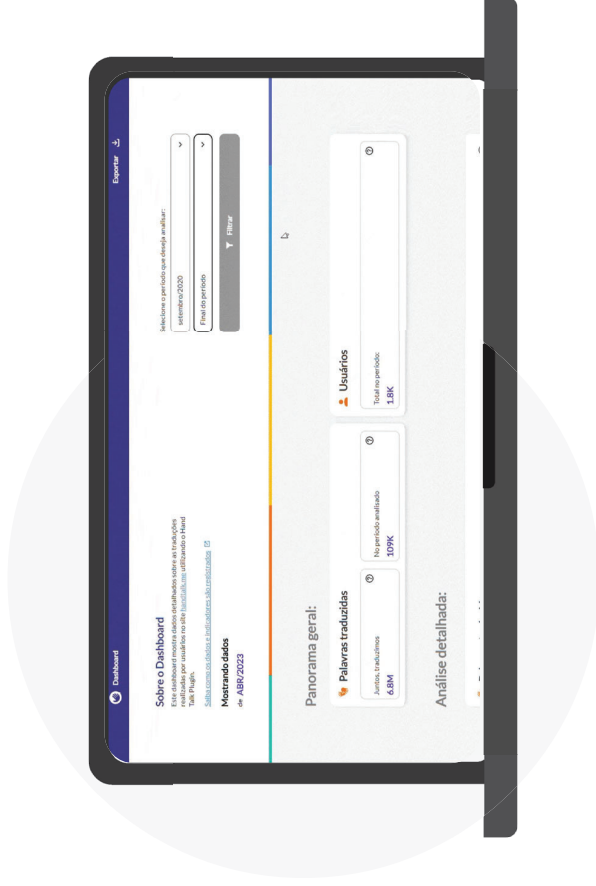 Dashboard
Exportar
Sobre o Dashboard
Este dashboard mostra dados detalhados sobre as traduções
realizadas por usuários no site handtalk.me utilizando o Hand
Talk Plugin.
Saiba como os dados e indicadores são registrados
Mostrando dados
de ABR/2023
Selecione o período que deseja analisar:
setembro/2020
Final do período
Filtrar
Panorama geral:
Palavras traduzidas
Juntos, traduzimos
6.8M
No período analisado
109K
Usuários
Total no período:
1.8K
Análise detalhada: